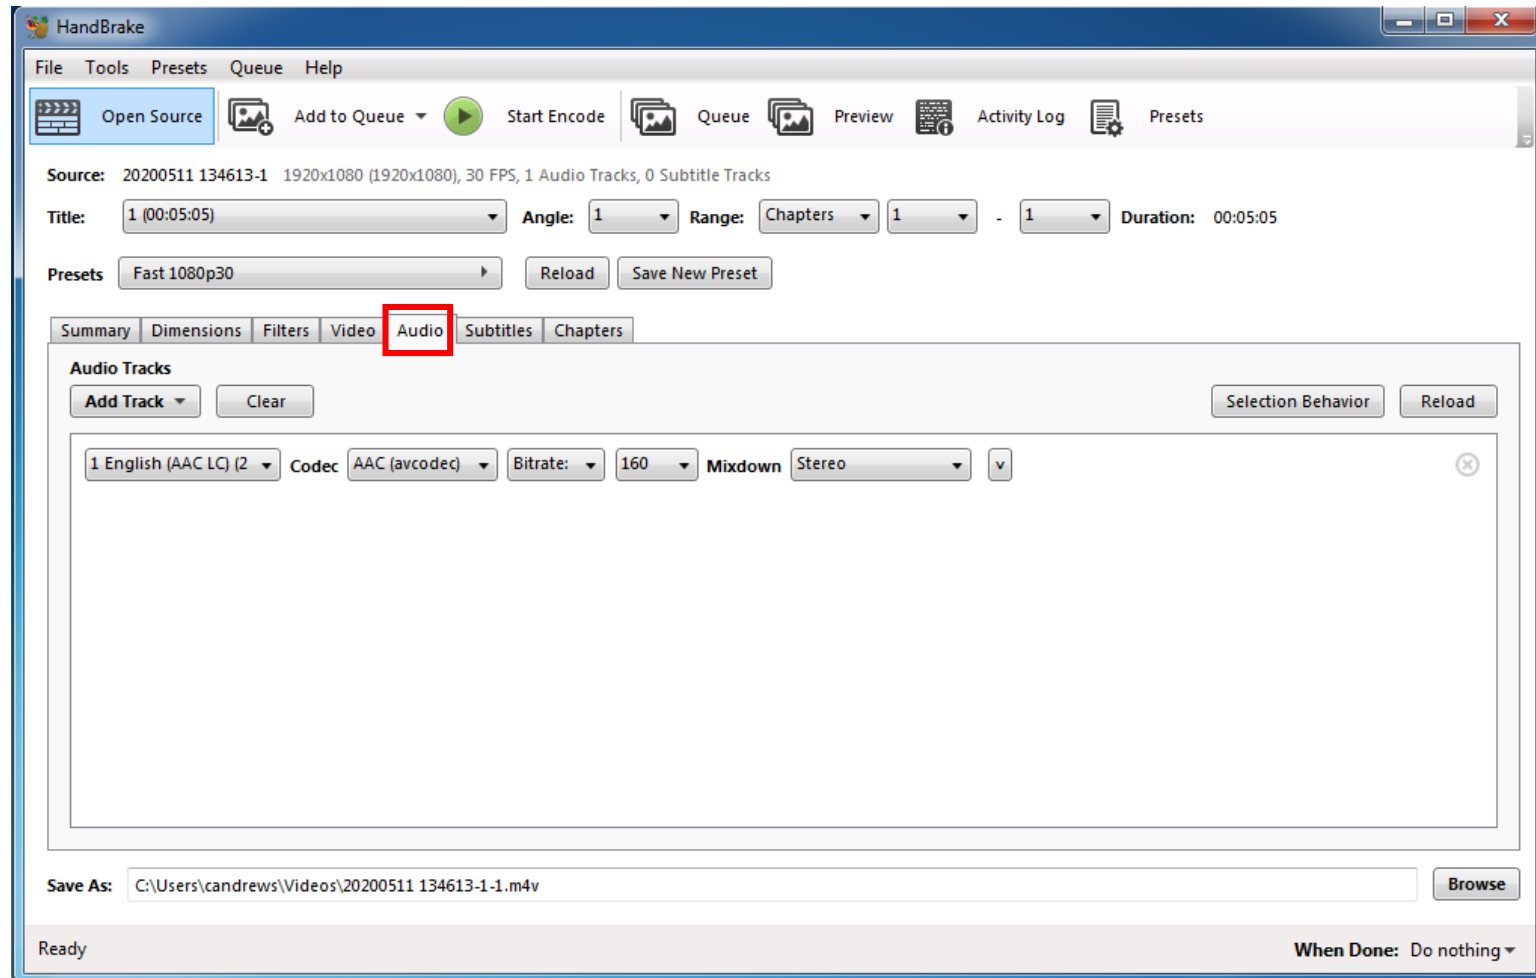 HandBrake
File Tools Presets Queue Help
Open Source Add to Queue Start Encode Queue Preview Activity Log Presets
Source: 20200511 134613-1 1920x1080 (1920x1080), 30 FPS, 1 Audio Tracks, 0 Subtitle Tracks
Title: 1 (00:05:05) Angle: 1 Range: Chapters 1 - 1 Duration: 00:05:05
Presets Fast 1080p30 Reload Save New Preset
Summary Dimensions Filters Video Audio Subtitles Chapters
Audio Tracks
Add Track Clear Selection Behavior Reload
1 English (AAC LC) (2 Codec AAC (avcodec) Bitrate: 160 Mixdown Stereo v
Save As: C:\Users\candrews\Videos\20200511 134613-1-1.m4v Browse
Ready When Done: Do nothing